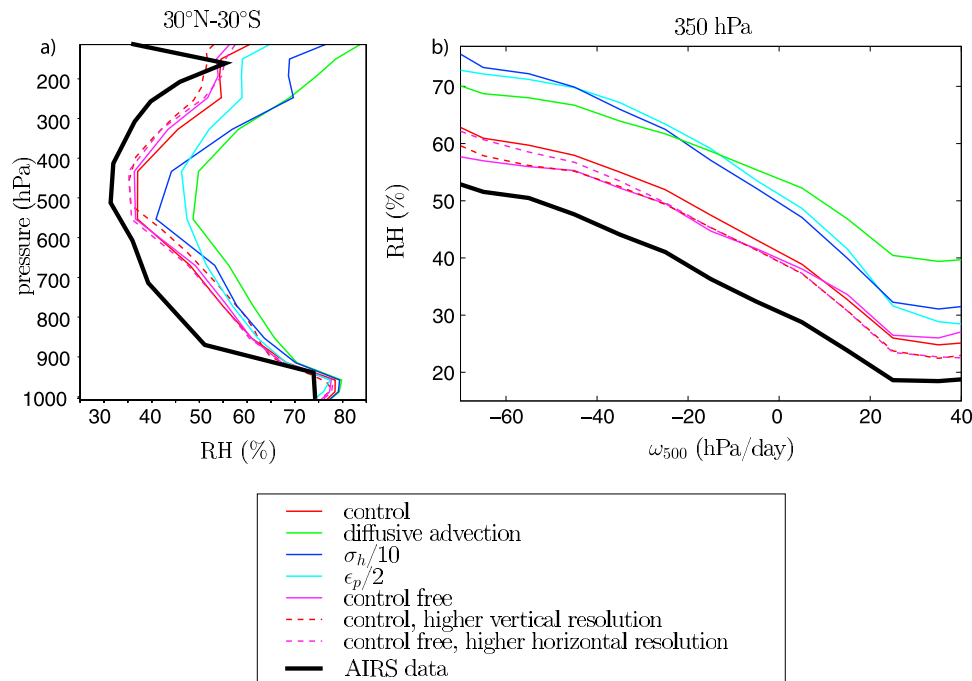 30°N-30°S
350 hPa
a)
b)
200
300
400
500
600
700
800
900
1000
pressure (hPa)
30
40
50
60
70
80
RH (%)
70
60
50
40
30
20
RH (%)
−60
−40
−20
0
20
40
ω500 (hPa/day)
control
diffusive advection
σh/10
ϵp/2
control free
control, higher vertical resolution
control free, higher horizontal resolution
AIRS data